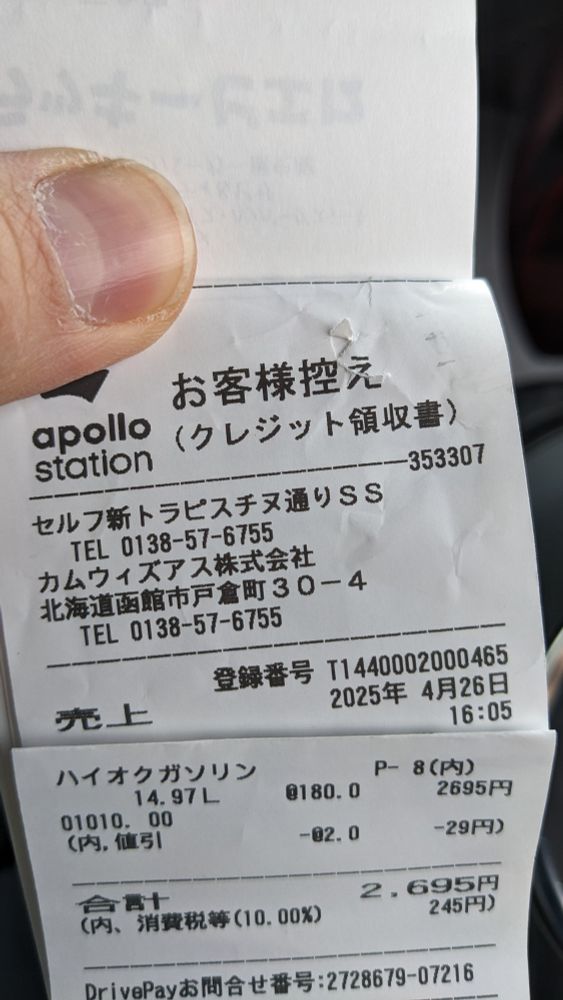 お客様控え
apollo
station
(クレジット領収書)
353307
セルフ新トラピスチヌ通りSS
TEL 0138-57-6755
カムウィズアス株式会社
北海道函館市戸倉町30-4
TEL 0138-57-6755
登録番号 T1440002000465
2025年 4月26日
売上 16:05
ハイオクガソリン P- 8(内)
14.97L @180.0 2695円
01010. 00
(内,値引 -@2.0 -29円)
合計 2,695円
(内、消費税等(10.00%) 245円)
DrivePayお問合せ番号:2728679-07216